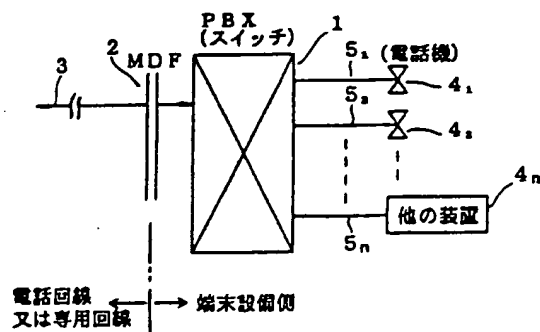 PBX
(スイッチ)
1
2
MDF
3
5₁
(電話機)
4₁
5₂
4₂
4n
他の装置
5n
電話回線
又は専用回線
端末設備側